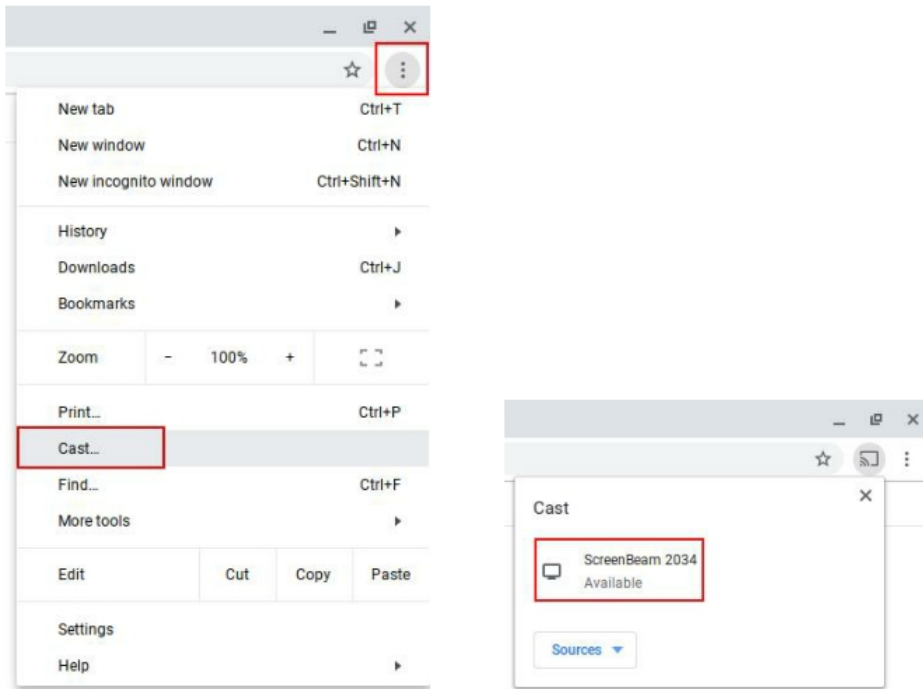 New tab Ctrl+T
New window Ctrl+N
New incognito window Ctrl+Shift+N
History
Downloads Ctrl+J
Bookmarks
Zoom - 100% +
Print... Ctrl+P
Cast...
Find... Ctrl+F
More tools
Edit Cut Copy Paste
Settings
Help
Cast
ScreenBeam 2034
Available
Sources